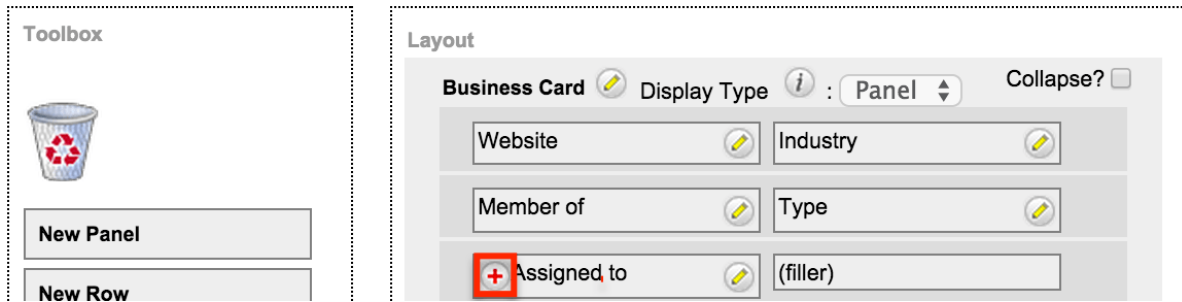 Toolbox
New Panel
New Row
Layout
Business Card Display Type i : Panel Collapse?
Website Industry
Member of Type
Assigned to (filler)